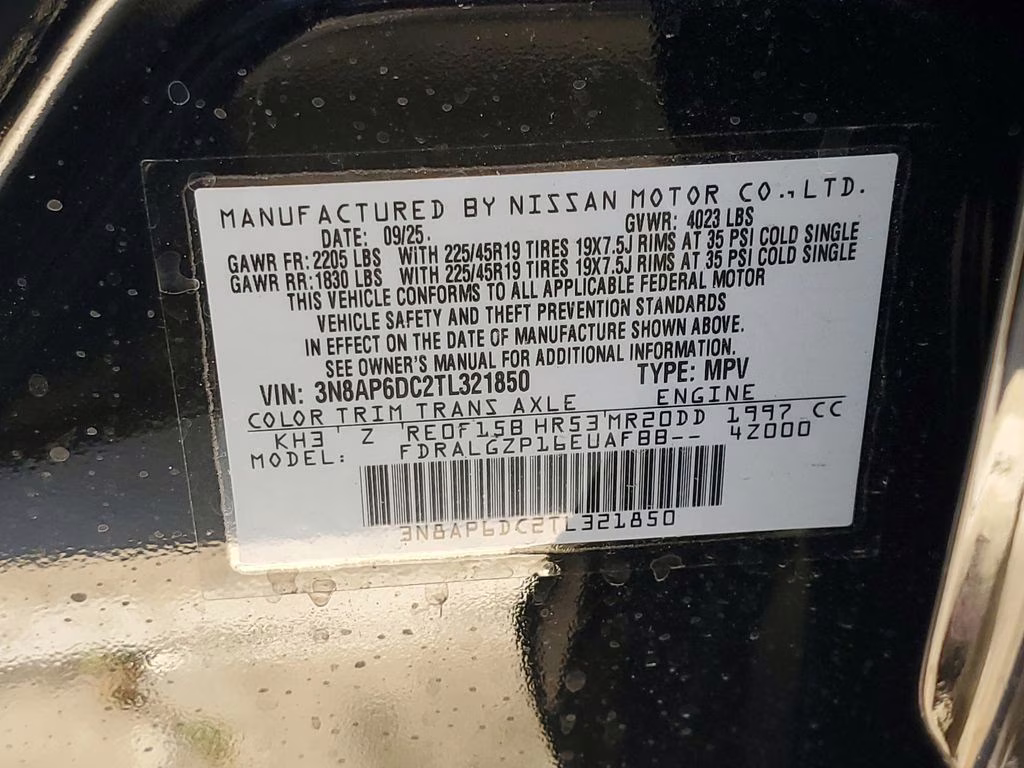 MANUFACTURED BY NISSAN MOTOR CO., LTD.
DATE: 09/25. GVWR: 4023 LBS
GAWR FR: 2205 LBS WITH 225/45R19 TIRES 19X7.5J RIMS AT 35 PSI COLD SINGLE
GAWR RR: 1830 LBS WITH 225/45R19 TIRES 19X7.5J RIMS AT 35 PSI COLD SINGLE
THIS VEHICLE CONFORMS TO ALL APPLICABLE FEDERAL MOTOR
VEHICLE SAFETY AND THEFT PREVENTION STANDARDS
IN EFFECT ON THE DATE OF MANUFACTURE SHOWN ABOVE.
SEE OWNER'S MANUAL FOR ADDITIONAL INFORMATION.
VIN: 3N8AP6DC2TL321850 TYPE: MPV
COLOR TRIM TRANS AXLE ENGINE
KH3 ' Z 'RE0F15B HR53'MR20DD 1997 CC
MODEL: FDRALGZP16EUAFBB-- 4Z000
3N8AP6DC2TL321850